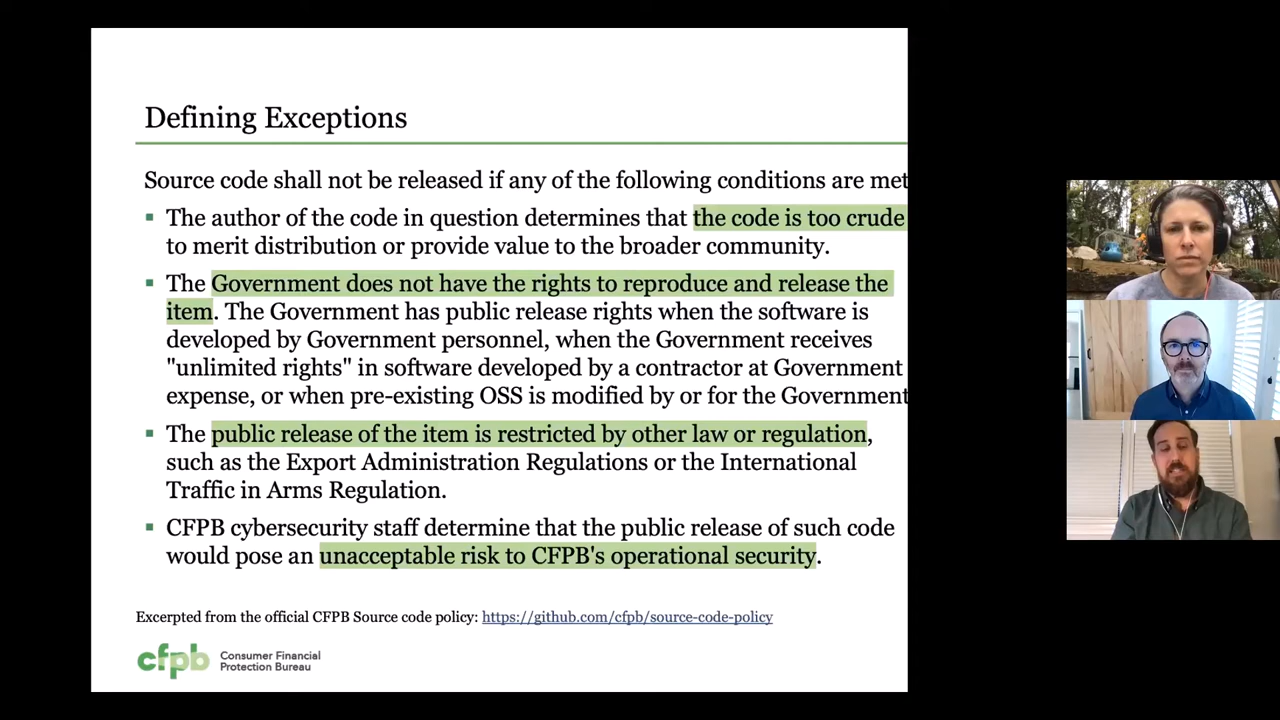 Defining Exceptions
Source code shall not be released if any of the following conditions are met
▪ The author of the code in question determines that the code is too crude
to merit distribution or provide value to the broader community.
▪ The Government does not have the rights to reproduce and release the
item. The Government has public release rights when the software is
developed by Government personnel, when the Government receives
"unlimited rights" in software developed by a contractor at Government
expense, or when pre-existing OSS is modified by or for the Government
▪ The public release of the item is restricted by other law or regulation,
such as the Export Administration Regulations or the International
Traffic in Arms Regulation.
▪ CFPB cybersecurity staff determine that the public release of such code
would pose an unacceptable risk to CFPB's operational security.
Excerpted from the official CFPB Source code policy: https://github.com/cfpb/source-code-policy
cfpb
Consumer Financial
Protection Bureau